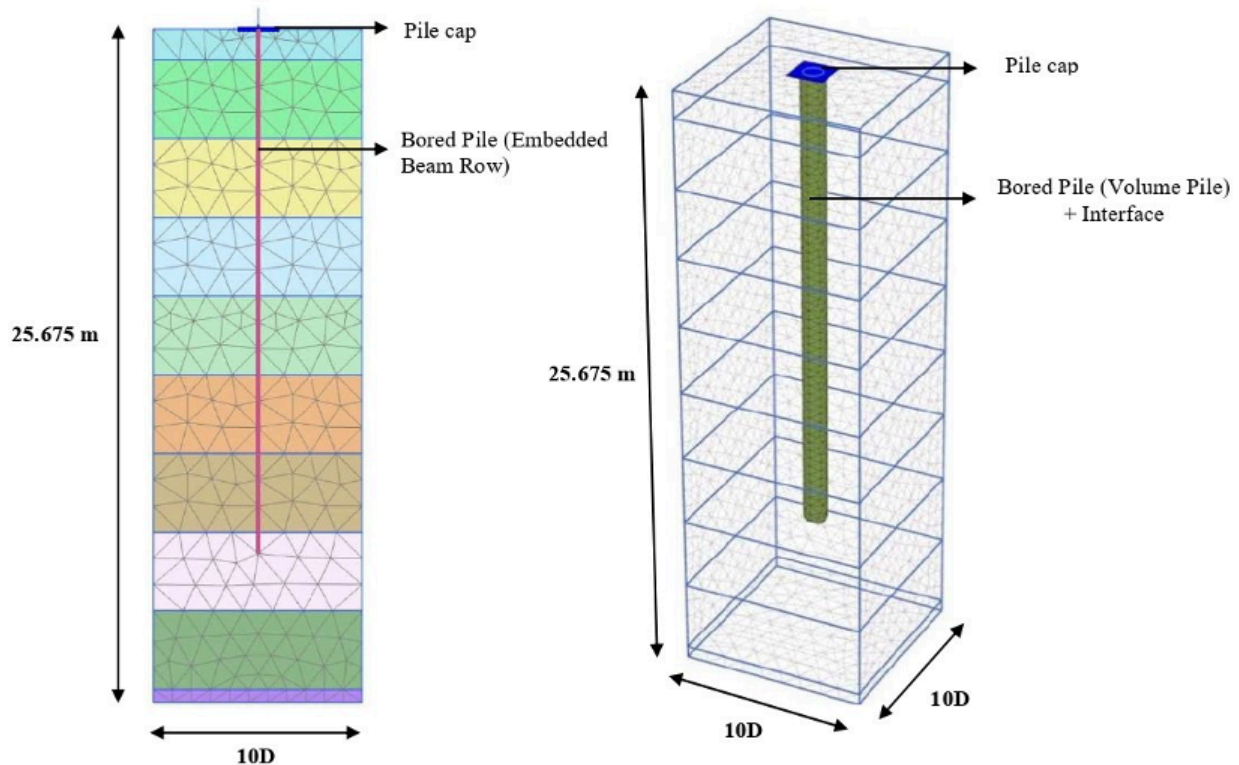 Pile cap
Bored Pile (Embedded
Beam Row)
25.675 m
10D
Pile cap
Bored Pile (Volume Pile)
+ Interface
25.675 m
10D
10D